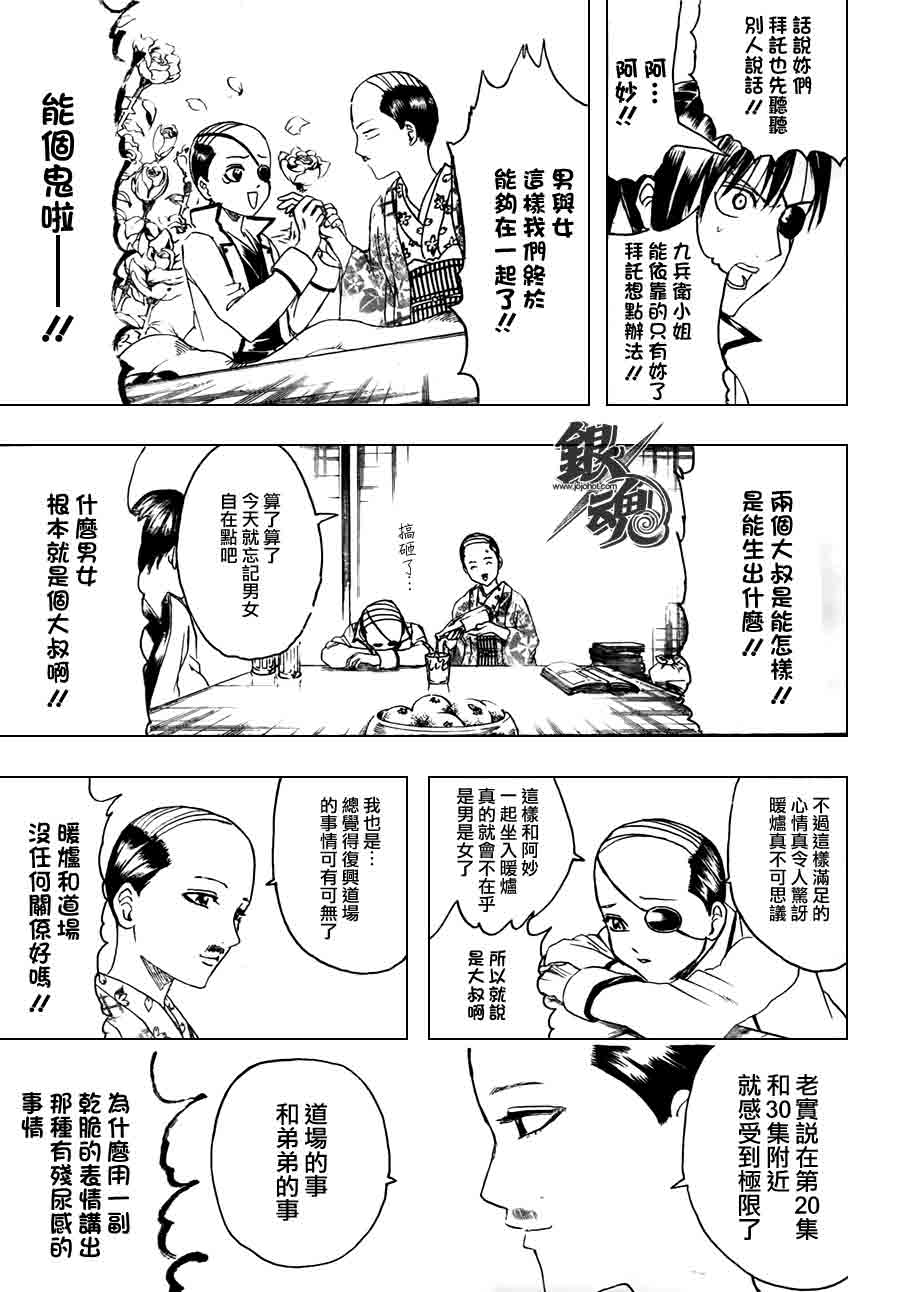 話說妳們
拜託也先聽聽
別人說話!!
阿…
阿妙!!
九兵衛小姐
能依靠的只有妳了
拜託想點辦法!!
男與女
這樣我們終於
能夠在一起了!!
能個鬼啦——!!
兩個大叔是能怎樣!!
是能生出什麼!!
銀魂
www.jojohot.com
搞砸了…
算了算了
今天就忘記男女
自在點吧
什麼男女
根本就是個大叔啊!!
不過這樣滿足的
心情真令人驚訝
暖爐真不可思議
這樣和阿妙
一起坐入暖爐
真的就會不在乎
是男是女了
所以就說
是大叔啊
我也是…
總覺得復興道場
的事情可有可無了
暖爐和道場
沒任何關係好嗎!!
老實說在第20集
和30集附近
就感受到極限了
道場的事
和弟弟的事
為什麼用一副
乾脆的表情講出
那種有殘尿感的
事情